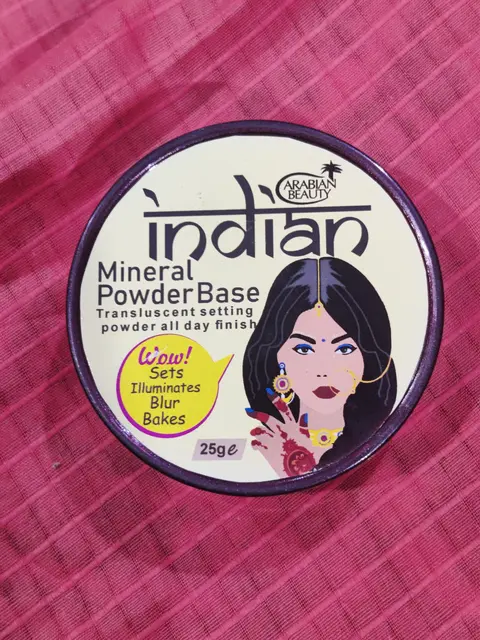 ARABIAN
BEAUTY
indian
Mineral
Powder Base
Transluscent setting
powder all day finish
Wow!
Sets
Illuminates
Blur
Bakes
25g e